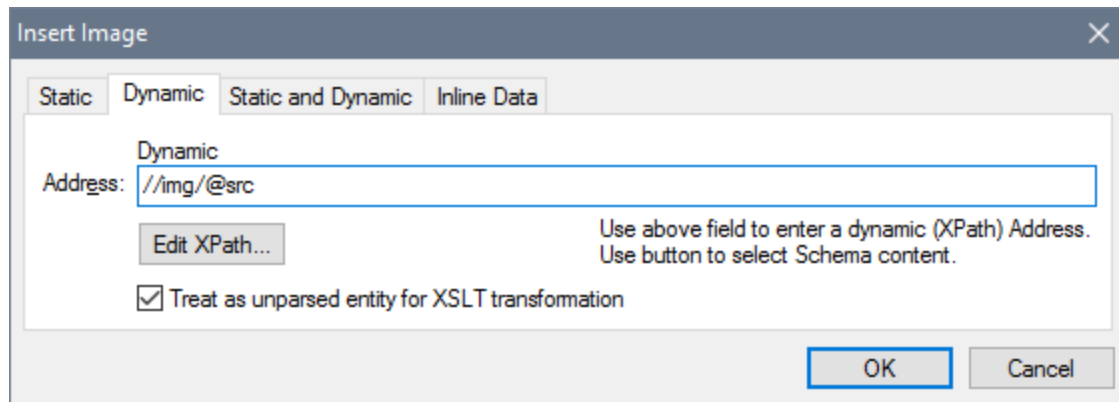 Insert Image
Static Dynamic Static and Dynamic Inline Data
Dynamic
Address: //img/@src
Edit XPath...
Use above field to enter a dynamic (XPath) Address.
Use button to select Schema content.
Treat as unparsed entity for XSLT transformation
OK Cancel